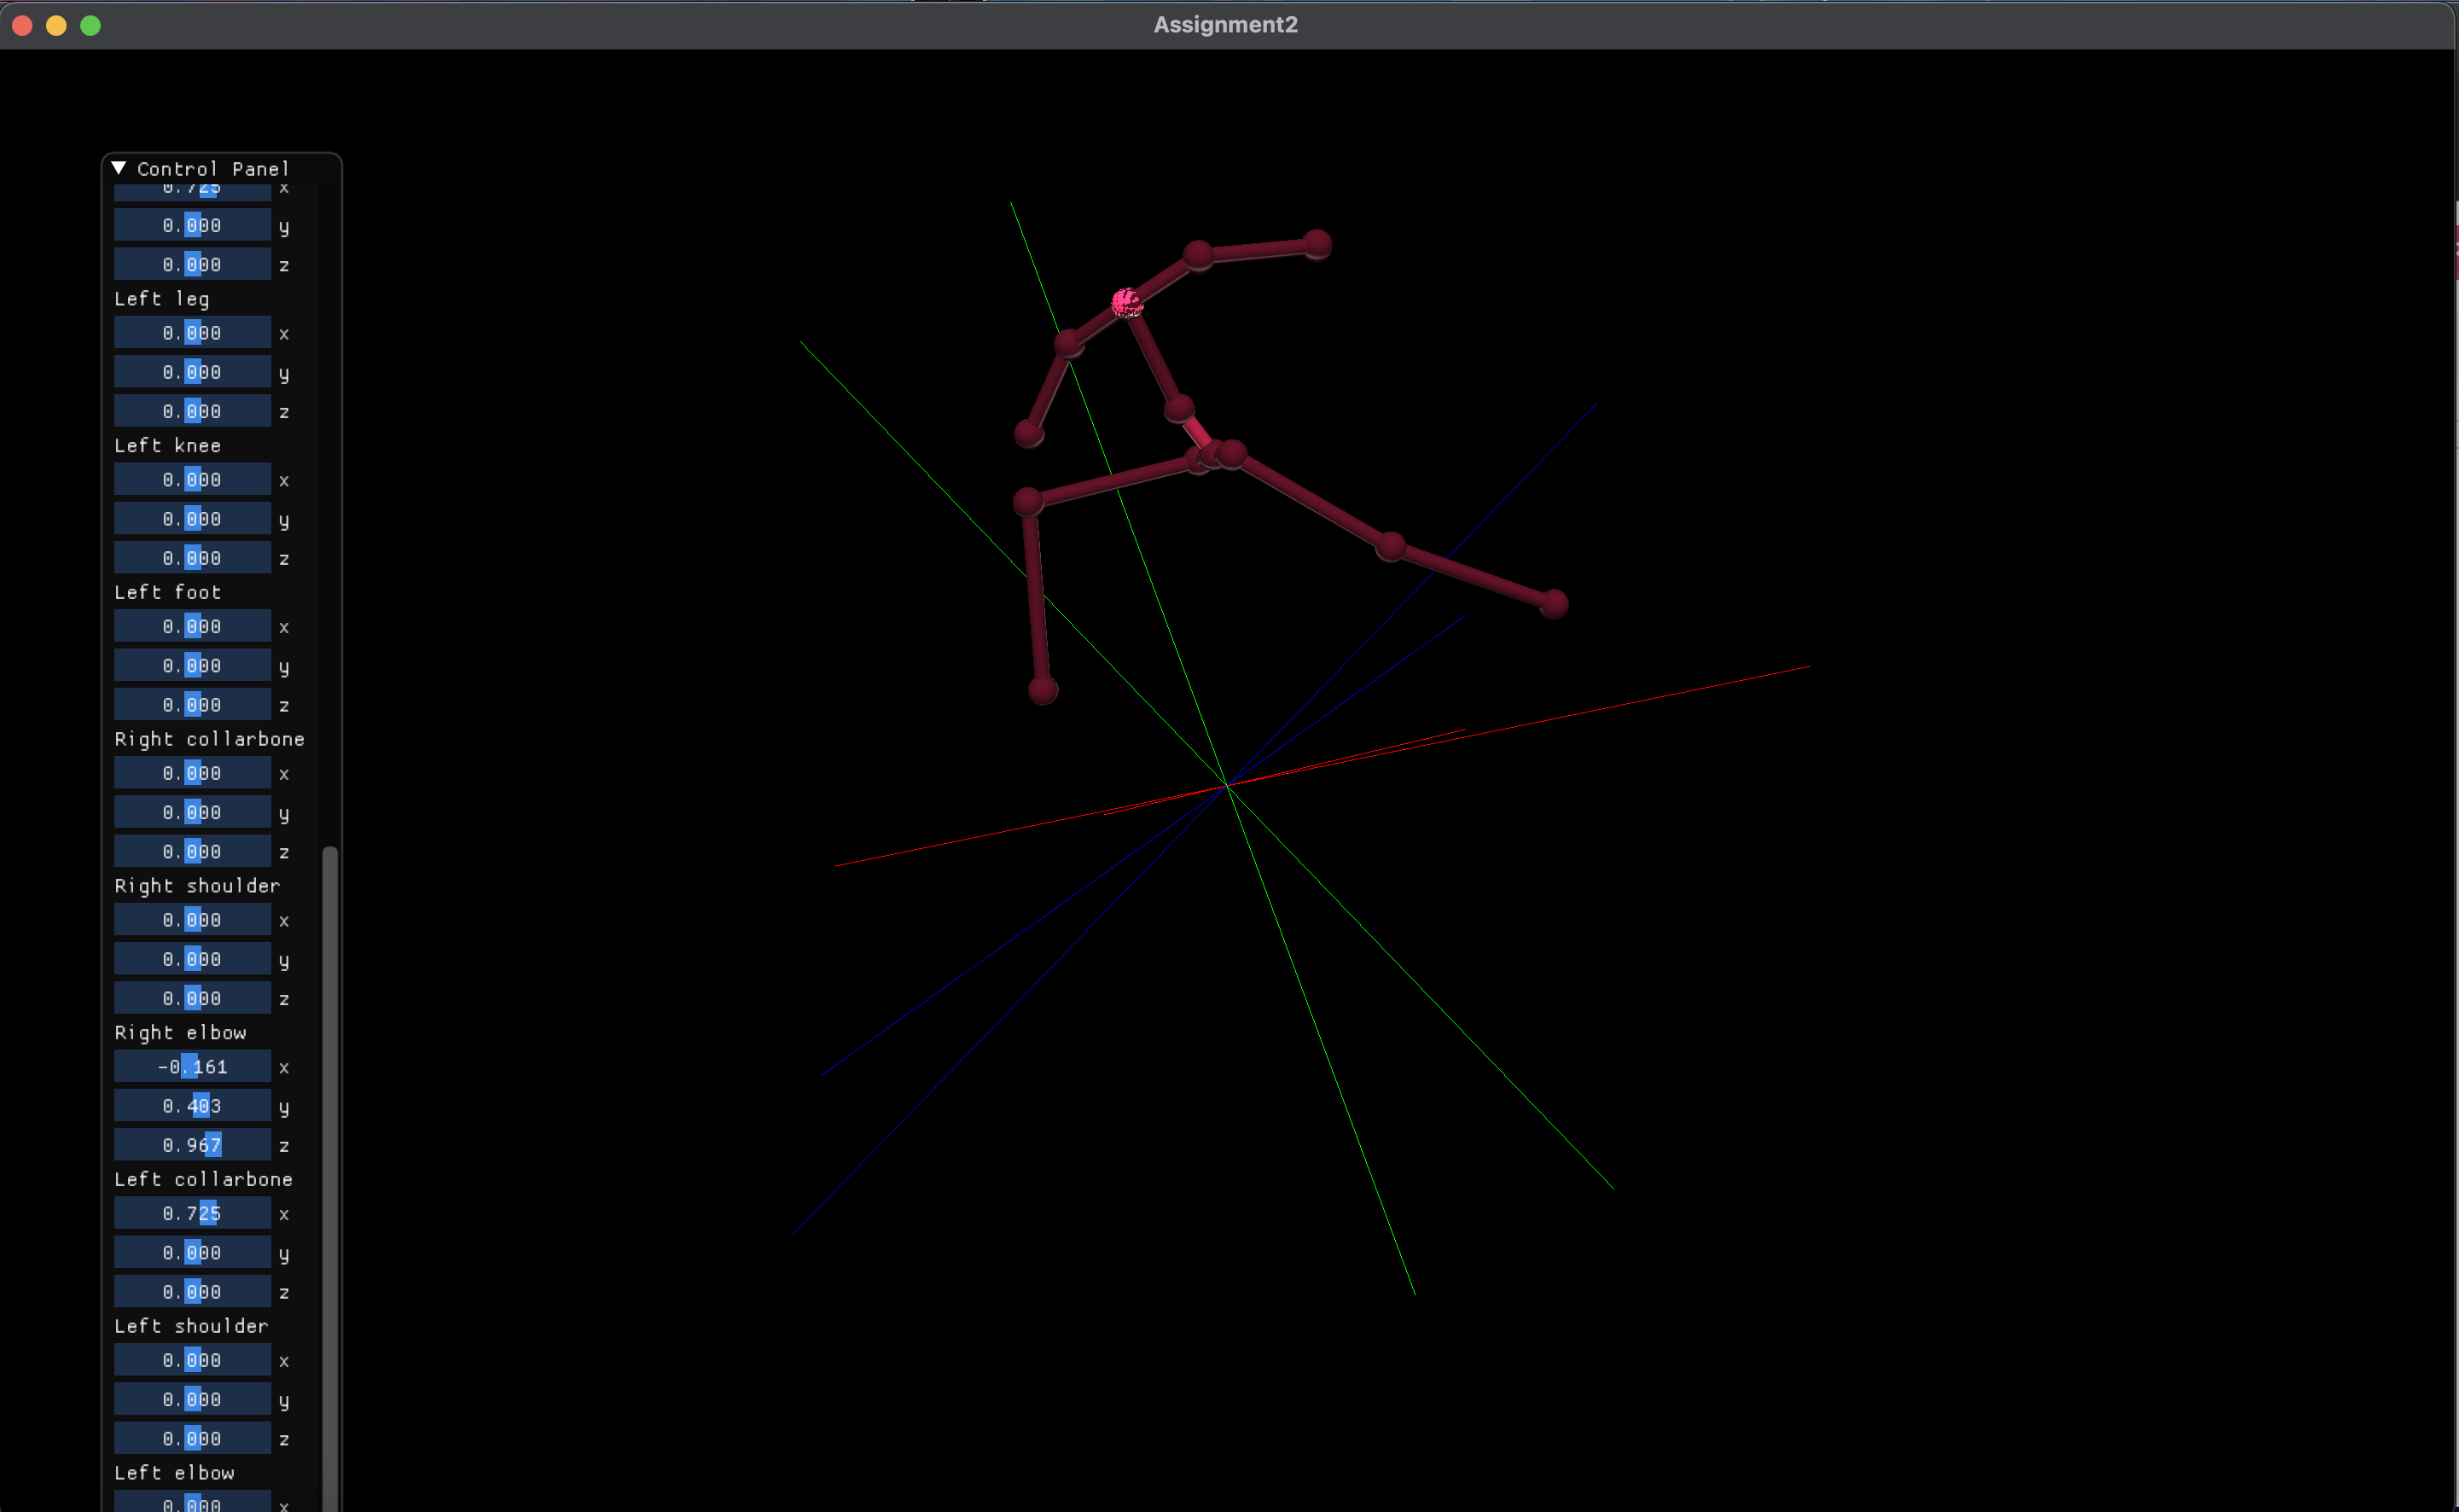 Assignment2
Control Panel
0.725 x
0.000 y
0.000 z
Left leg
0.000 x
0.000 y
0.000 z
Left knee
0.000 x
0.000 y
0.000 z
Left foot
0.000 x
0.000 y
0.000 z
Right collarbone
0.000 x
0.000 y
0.000 z
Right shoulder
0.000 x
0.000 y
0.000 z
Right elbow
-0.161 x
0.403 y
0.967 z
Left collarbone
0.725 x
0.000 y
0.000 z
Left shoulder
0.000 x
0.000 y
0.000 z
Left elbow
0.000 x